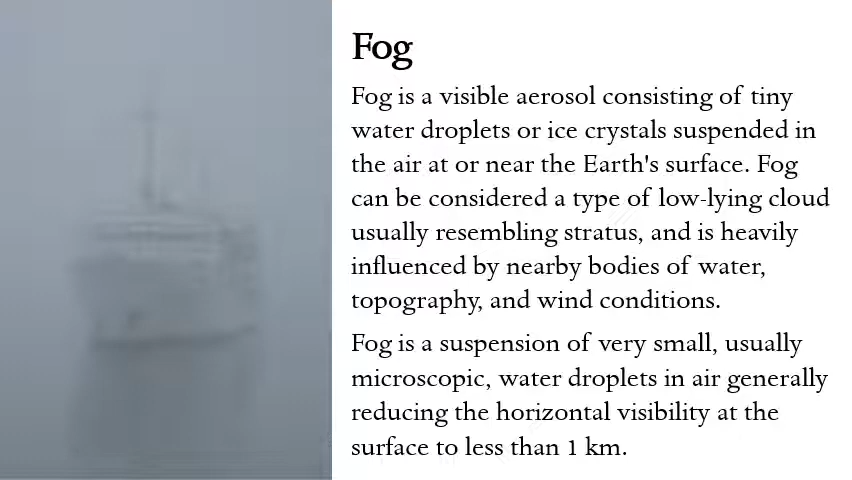 Fog
Fog is a visible aerosol consisting of tiny
water droplets or ice crystals suspended in
the air at or near the Earth's surface. Fog
can be considered a type of low-lying cloud
usually resembling stratus, and is heavily
influenced by nearby bodies of water,
topography, and wind conditions.
Fog is a suspension of very small, usually
microscopic, water droplets in air generally
reducing the horizontal visibility at the
surface to less than 1 km.